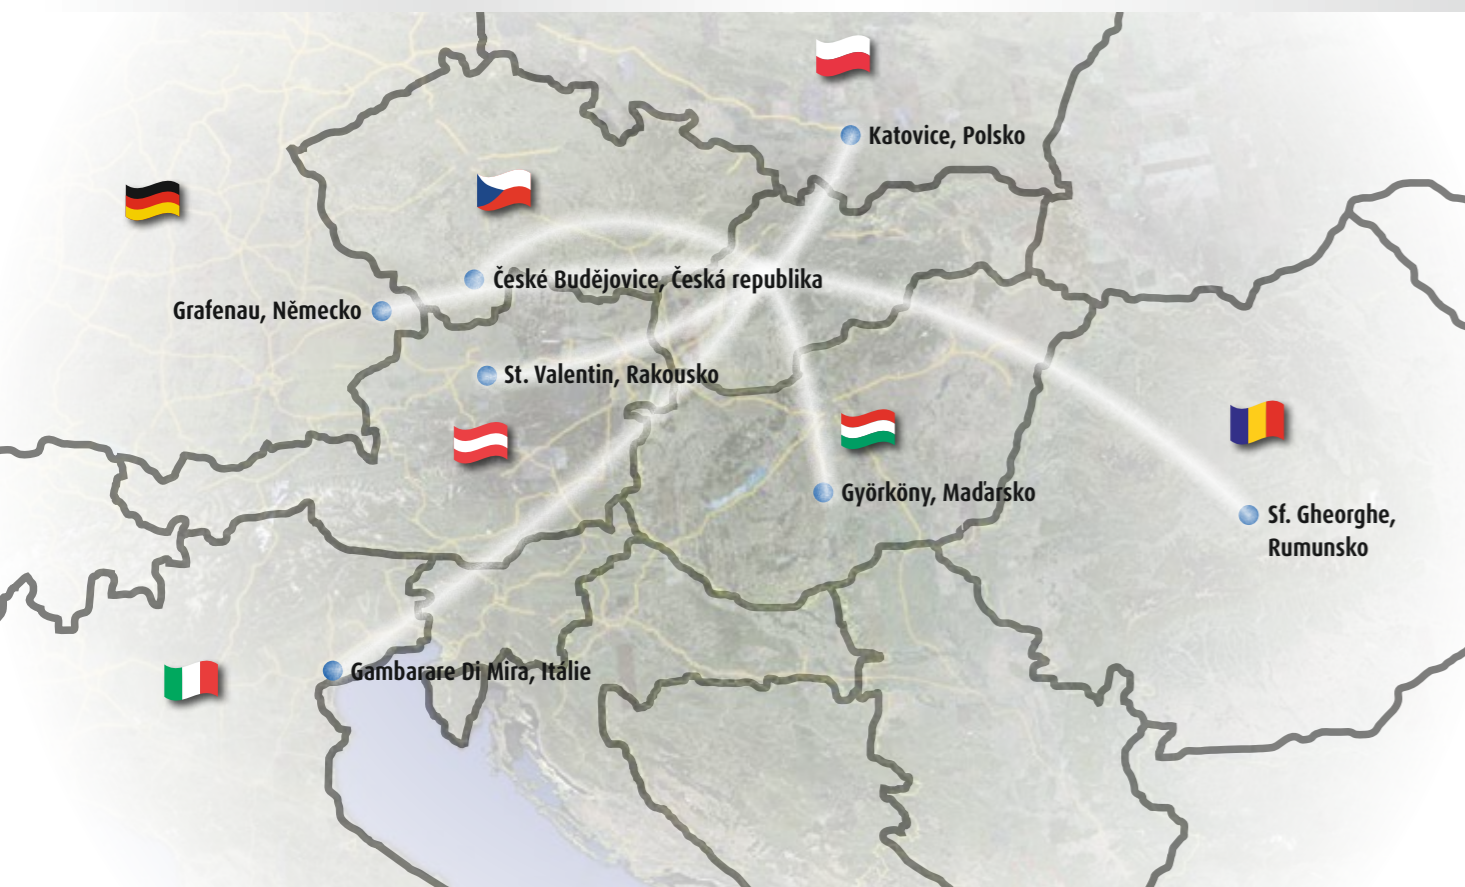 Katovice, Polsko
České Budějovice, Česká republika
Grafenau, Německo
St. Valentin, Rakousko
Györköny, Maďarsko
Sf. Gheorghe,
Rumunsko
Gambarare Di Mira, Itálie